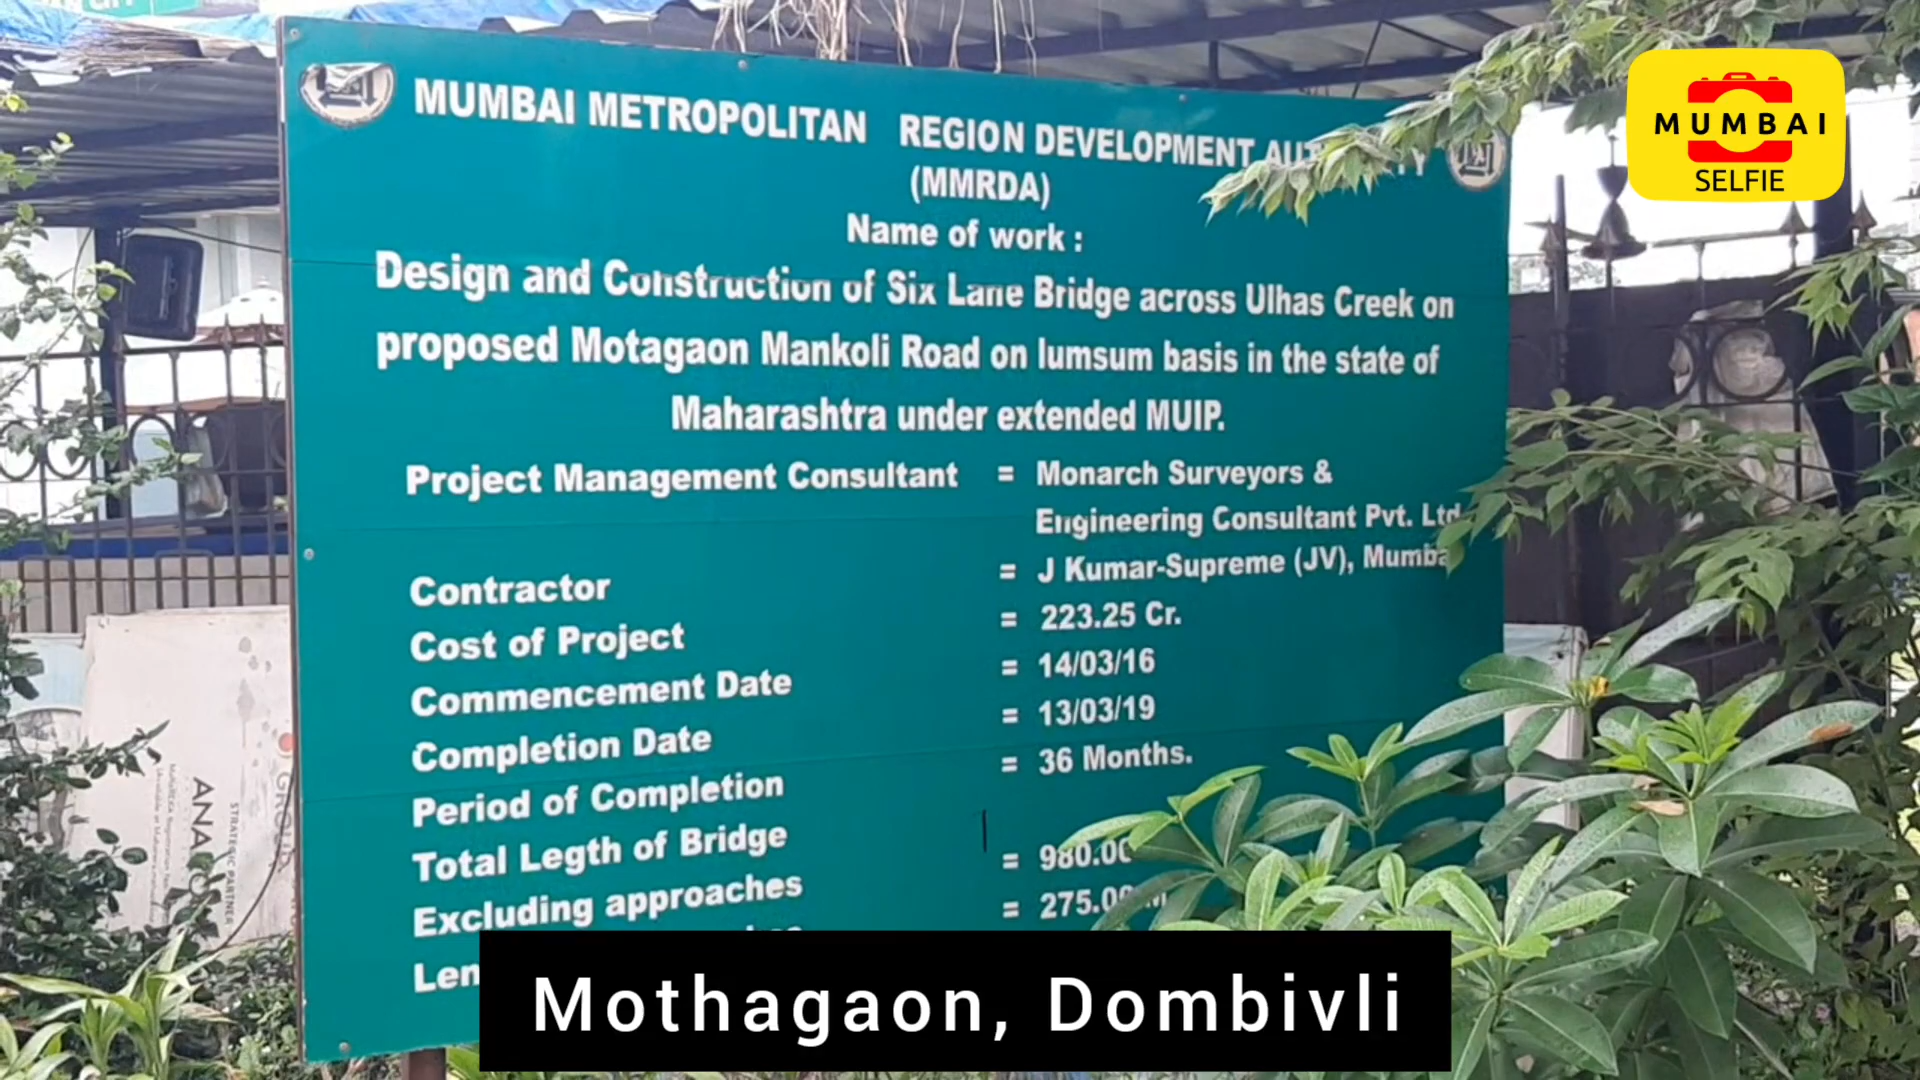 MUMBAI METROPOLITAN REGION DEVELOPMENT
(MMRDA)
Name of work :
Design and Construction of Six Lane Bridge across Ulhas Creek on
proposed Motagaon Mankoli Road on lumsum basis in the state of
Maharashtra under extended MUIP.
Project Management Consultant = Monarch Surveyors &
Engineering Consultant Pvt. Ltd
Contractor = J Kumar-Supreme (JV),
Cost of Project = 223.25 Cr.
Commencement Date = 14/03/16
Completion Date = 13/03/19
Period of Completion = 36 Months.
Total Legth of Bridge
Excluding approaches = 980.00
= 275.00
MUMBAI
SELFIE
STRATEGIC PARTNER
GROUP
Mothagaon, Dombivli